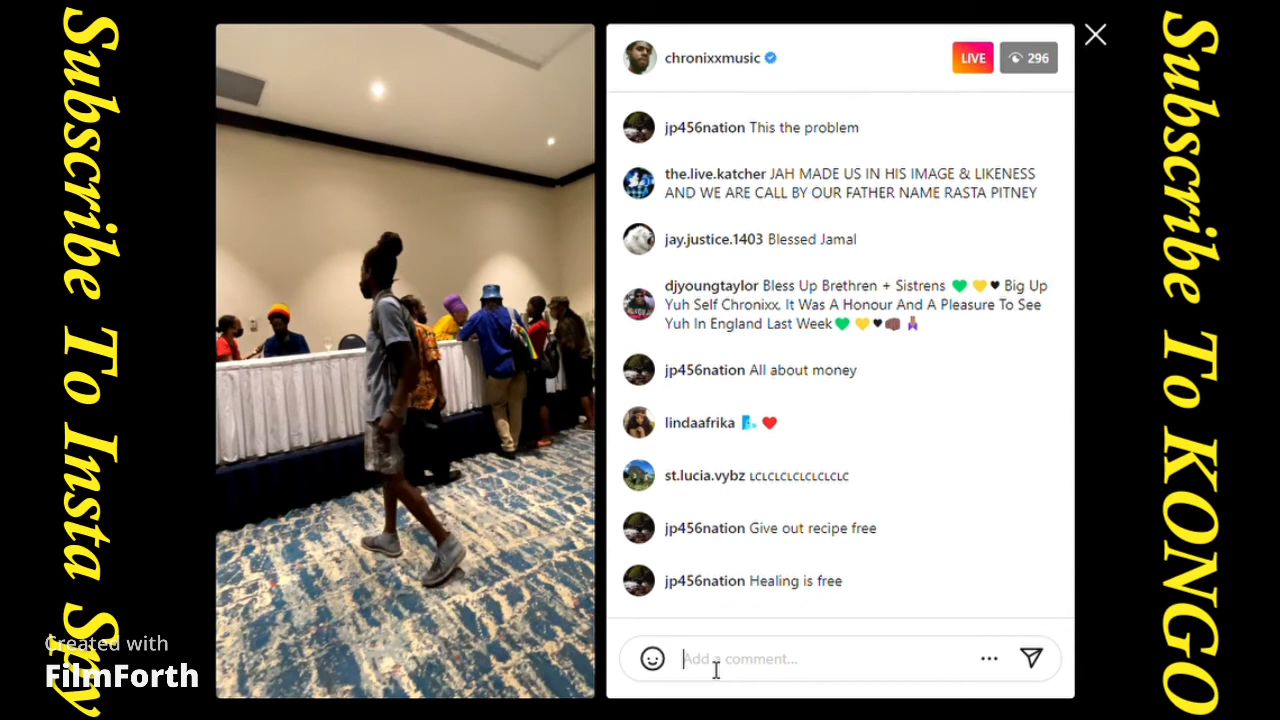 Subscribe To Insta Spy
chronixxmusic
LIVE
296
jp456nation This the problem
the.live.katcher JAH MADE US IN HIS IMAGE & LIKENESS
AND WE ARE CALL BY OUR FATHER NAME RASTA PITNEY
jay.justice.1403 Blessed Jamal
djyoungtaylor Bless Up Brethren + Sistrens 💚 💛 🖤 Big Up
Yuh Self Chronixx, It Was A Honour And A Pleasure To See
Yuh In England Last Week 💚 💛 🖤
jp456nation All about money
lindaafrika ❤️
st.lucia.vybz ʟᴄʟᴄʟᴄʟᴄʟᴄʟᴄʟᴄ
jp456nation Give out recipe free
jp456nation Healing is free
Add a comment...
Created with
FilmForth
Subscribe To KONGO